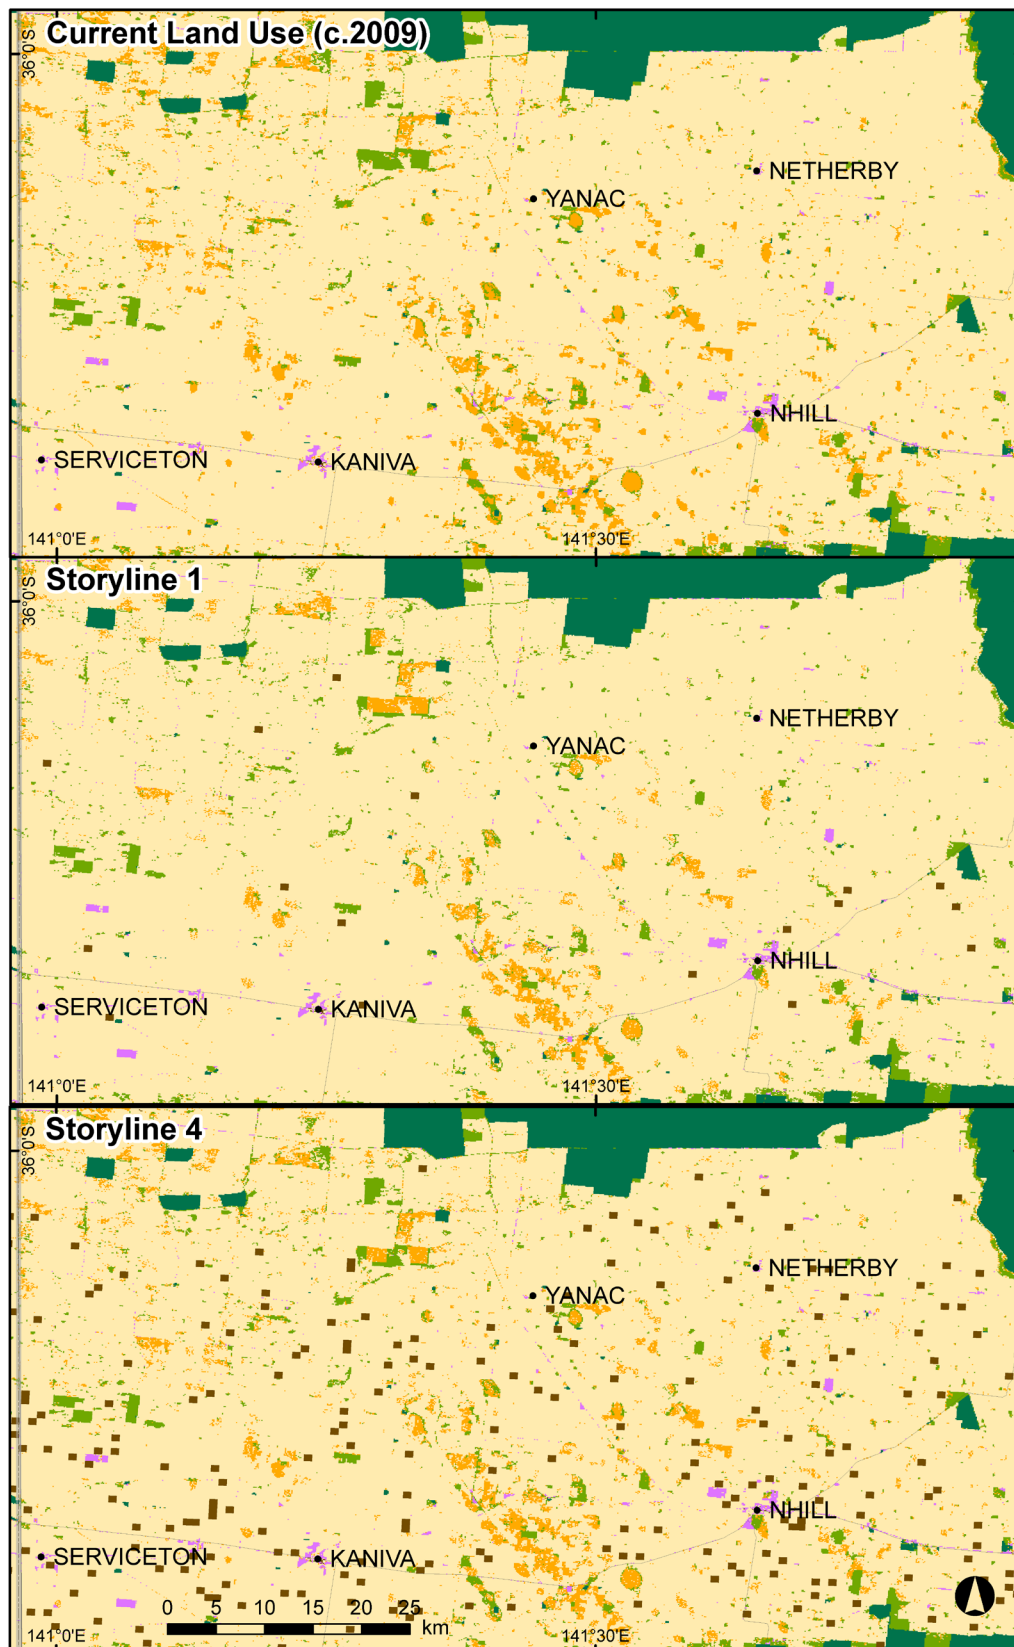 Current Land Use (c.2009)
36°0'S
NETHERBY
YANAC
NHILL
SERVICETON
KANIVA
141°0'E
141°30'E
Storyline 1
36°0'S
NETHERBY
YANAC
NHILL
SERVICETON
KANIVA
141°0'E
141°30'E
Storyline 4
36°0'S
NETHERBY
YANAC
NHILL
SERVICETON
KANIVA
0 5 10 15 20 25
km
141°0'E
141°30'E